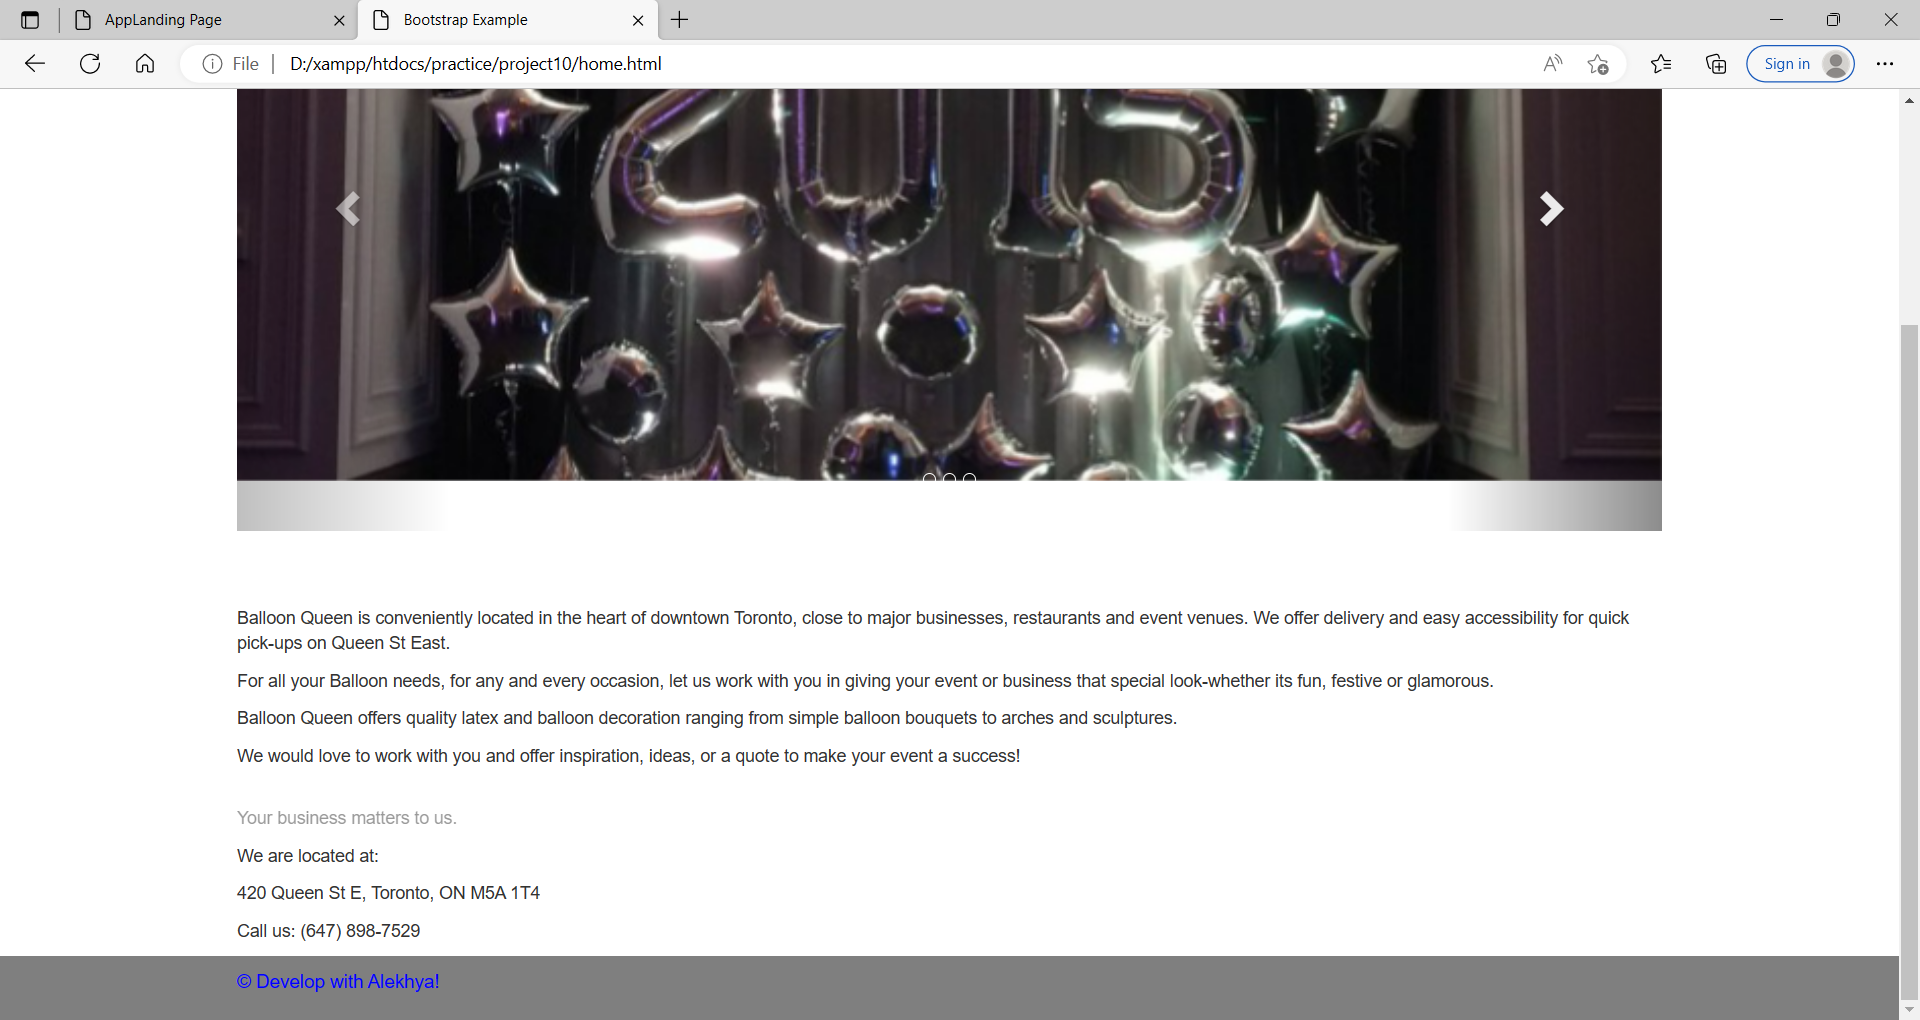 AppLanding Page
Bootstrap Example
File
D:/xampp/htdocs/practice/project10/home.html
Sign in
2015
Balloon Queen is conveniently located in the heart of downtown Toronto, close to major businesses, restaurants and event venues. We offer delivery and easy accessibility for quick
pick-ups on Queen St East.
For all your Balloon needs, for any and every occasion, let us work with you in giving your event or business that special look-whether its fun, festive or glamorous.
Balloon Queen offers quality latex and balloon decoration ranging from simple balloon bouquets to arches and sculptures.
We would love to work with you and offer inspiration, ideas, or a quote to make your event a success!
Your business matters to us.
We are located at:
420 Queen St E, Toronto, ON M5A 1T4
Call us: (647) 898-7529
© Develop with Alekhya!